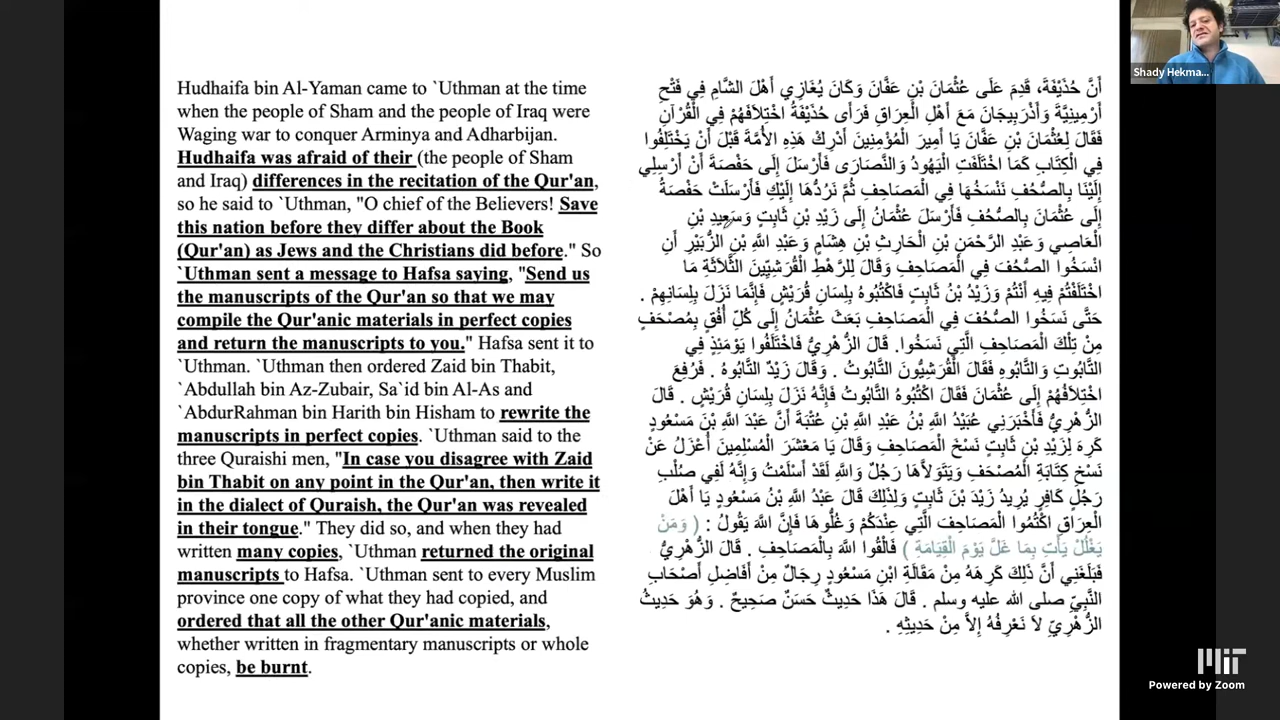 Hudhaifa bin Al-Yaman came to `Uthman at the time
when the people of Sham and the people of Iraq were
Waging war to conquer Arminya and Adharbijan.
Hudhaifa was afraid of their (the people of Sham
and Iraq) differences in the recitation of the Qur'an,
so he said to `Uthman, "O chief of the Believers! Save
this nation before they differ about the Book
(Qur'an) as Jews and the Christians did before." So
`Uthman sent a message to Hafsa saying, "Send us
the manuscripts of the Qur'an so that we may
compile the Qur'anic materials in perfect copies
and return the manuscripts to you." Hafsa sent it to
`Uthman. `Uthman then ordered Zaid bin Thabit,
`Abdullah bin Az-Zubair, Sa`id bin Al-As and
`AbdurRahman bin Harith bin Hisham to rewrite the
manuscripts in perfect copies. `Uthman said to the
three Quraishi men, "In case you disagree with Zaid
bin Thabit on any point in the Qur'an, then write it
in the dialect of Quraish, the Qur'an was revealed
in their tongue." They did so, and when they had
written many copies, `Uthman returned the original
manuscripts to Hafsa. `Uthman sent to every Muslim
province one copy of what they had copied, and
ordered that all the other Qur'anic materials,
whether written in fragmentary manuscripts or whole
copies, be burnt.
أَنَّ حُذَيْفَةَ، قَدِمَ عَلَى عُثْمَانَ بْنِ عَفَّانَ وَكَانَ يُغَازِي أَهْلَ الشَّامِ فِي فَتْحِ
أَرْمِينِيَّةَ وَأَذْرَبِيجَانَ مَعَ أَهْلِ الْعِرَاقِ فَرَأَى حُذَيْفَةُ اخْتِلاَفَهُمْ فِي الْقُرْآنِ
فَقَالَ لِعُثْمَانَ بْنِ عَفَّانَ يَا أَمِيرَ الْمُؤْمِنِينَ أَدْرِكْ هَذِهِ الأُمَّةَ قَبْلَ أَنْ يَخْتَلِفُوا
فِي الْكِتَابِ كَمَا اخْتَلَفَتِ الْيَهُودُ وَالنَّصَارَى فَأَرْسَلَ إِلَى حَفْصَةَ أَنْ أَرْسِلِي
إِلَيْنَا بِالصُّحُفِ نَنْسَخُهَا فِي الْمَصَاحِفِ ثُمَّ نَرُدُّهَا إِلَيْكِ فَأَرْسَلَتْ حَفْصَةُ
إِلَى عُثْمَانَ بِالصُّحُفِ فَأَرْسَلَ عُثْمَانُ إِلَى زَيْدِ بْنِ ثَابِتٍ وَسَعِيدِ بْنِ
الْعَاصِي وَعَبْدِ الرَّحْمَنِ بْنِ الْحَارِثِ بْنِ هِشَامٍ وَعَبْدِ اللَّهِ بْنِ الزُّبَيْرِ أَنِ
انْسَخُوا الصُّحُفَ فِي الْمَصَاحِفِ وَقَالَ لِلرَّهْطِ الْقُرَشِيِّينَ الثَّلاَثَةِ مَا
اخْتَلَفْتُمْ فِيهِ أَنْتُمْ وَزَيْدُ بْنُ ثَابِتٍ فَاكْتُبُوهُ بِلِسَانِ قُرَيْشٍ فَإِنَّمَا نَزَلَ بِلِسَانِهِمْ .
حَتَّى نَسَخُوا الصُّحُفَ فِي الْمَصَاحِفِ بَعَثَ عُثْمَانُ إِلَى كُلِّ أُفُقٍ بِمُصْحَفٍ
مِنْ تِلْكَ الْمَصَاحِفِ الَّتِي نَسَخُوا. قَالَ الزُّهْرِيُّ فَاخْتَلَفُوا يَوْمَئِذٍ فِي
التَّابُوتِ وَالتَّابُوهِ فَقَالَ الْقُرَشِيُّونَ التَّابُوتُ . وَقَالَ زَيْدٌ التَّابُوهُ . فَرُفِعَ
اخْتِلاَفُهُمْ إِلَى عُثْمَانَ فَقَالَ اكْتُبُوهُ التَّابُوتُ فَإِنَّهُ نَزَلَ بِلِسَانِ قُرَيْشٍ . قَالَ
الزُّهْرِيُّ فَأَخْبَرَنِي عُبَيْدُ اللَّهِ بْنُ عَبْدِ اللَّهِ بْنِ عُتْبَةَ أَنَّ عَبْدَ اللَّهِ بْنَ مَسْعُودٍ
كَرِهَ لِزَيْدِ بْنِ ثَابِتٍ نَسْخَ الْمَصَاحِفِ وَقَالَ يَا مَعْشَرَ الْمُسْلِمِينَ أُعْزَلُ عَنْ
نَسْخِ كِتَابَةِ الْمُصْحَفِ وَيَتَوَلاَّهَا رَجُلٌ وَاللَّهِ لَقَدْ أَسْلَمْتُ وَإِنَّهُ لَفِي صُلْبِ
رَجُلٍ كَافِرٍ يُرِيدُ زَيْدَ بْنَ ثَابِتٍ وَلِذَلِكَ قَالَ عَبْدُ اللَّهِ بْنُ مَسْعُودٍ يَا أَهْلَ
الْعِرَاقِ اكْتُمُوا الْمَصَاحِفَ الَّتِي عِنْدَكُمْ وَغُلُّوهَا فَإِنَّ اللَّهَ يَقُولُ : ( وَمَنْ
يَغْلُلْ يَأْتِ بِمَا غَلَّ يَوْمَ الْقِيَامَةِ ) فَالْقُوا اللَّهَ بِالْمَصَاحِفِ . قَالَ الزُّهْرِيُّ
فَبَلَغَنِي أَنَّ ذَلِكَ كَرِهَهُ مِنْ مَقَالَةِ ابْنِ مَسْعُودٍ رِجَالٌ مِنْ أَفَاضِلِ أَصْحَابِ
النَّبِيِّ صلى الله عليه وسلم . قَالَ هَذَا حَدِيثٌ حَسَنٌ صَحِيحٌ . وَهُوَ حَدِيثُ
الزُّهْرِيِّ لاَ نَعْرِفُهُ إِلاَّ مِنْ حَدِيثِهِ .
Shady Hekma...
MIT
Powered by Zoom